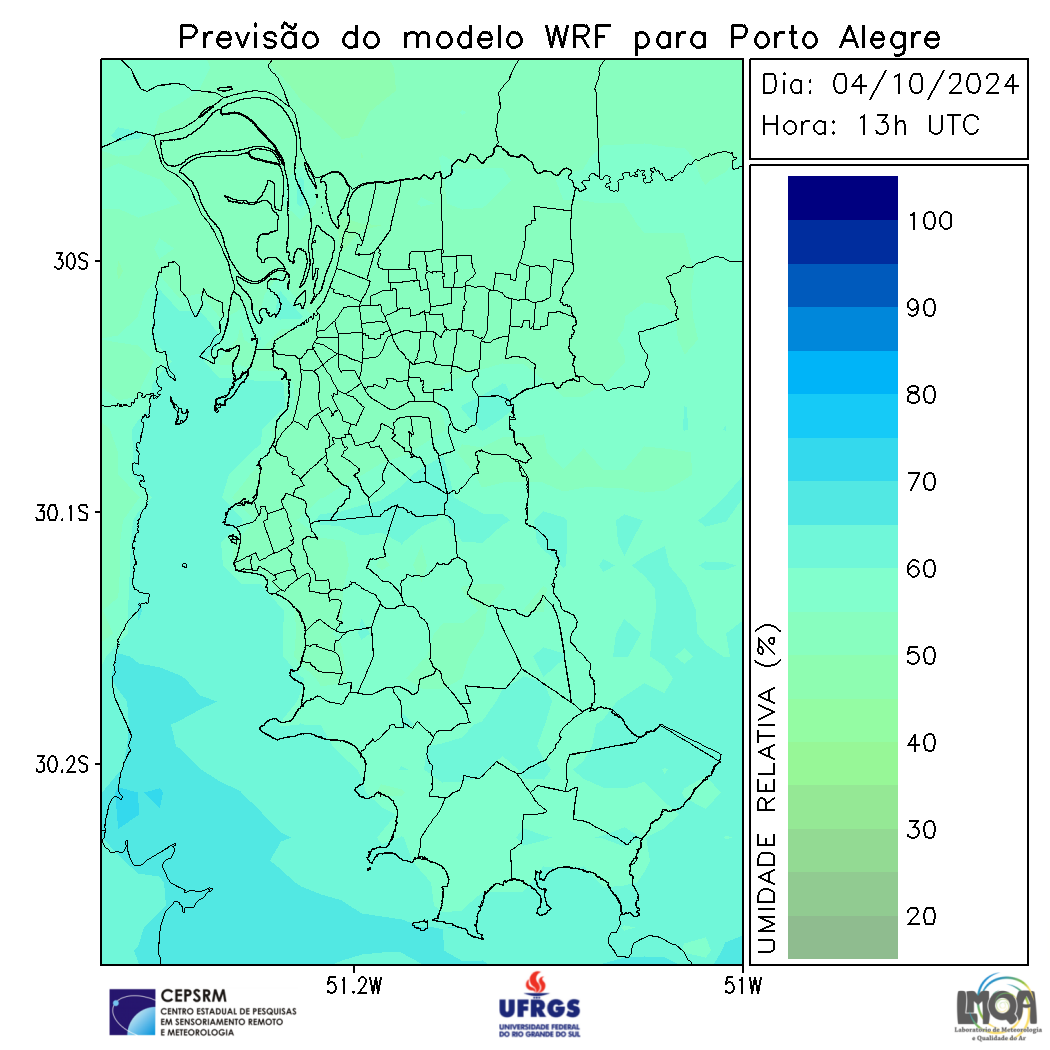 Previsão do modelo WRF para Porto Alegre
Dia: 04/10/2024
Hora: 13h UTC
30S
30.1S
30.2S
51.2W
51W
UMIDADE RELATIVA (%)
100
90
80
70
60
50
40
30
20
CEPSRM
CENTRO ESTADUAL DE PESQUISAS
EM SENSORIAMENTO REMOTO
E METEOROLOGIA
UFRGS
UNIVERSIDADE FEDERAL
DO RIO GRANDE DO SUL
LMQA
Laboratório de Meteorologia
e Qualidade do Ar